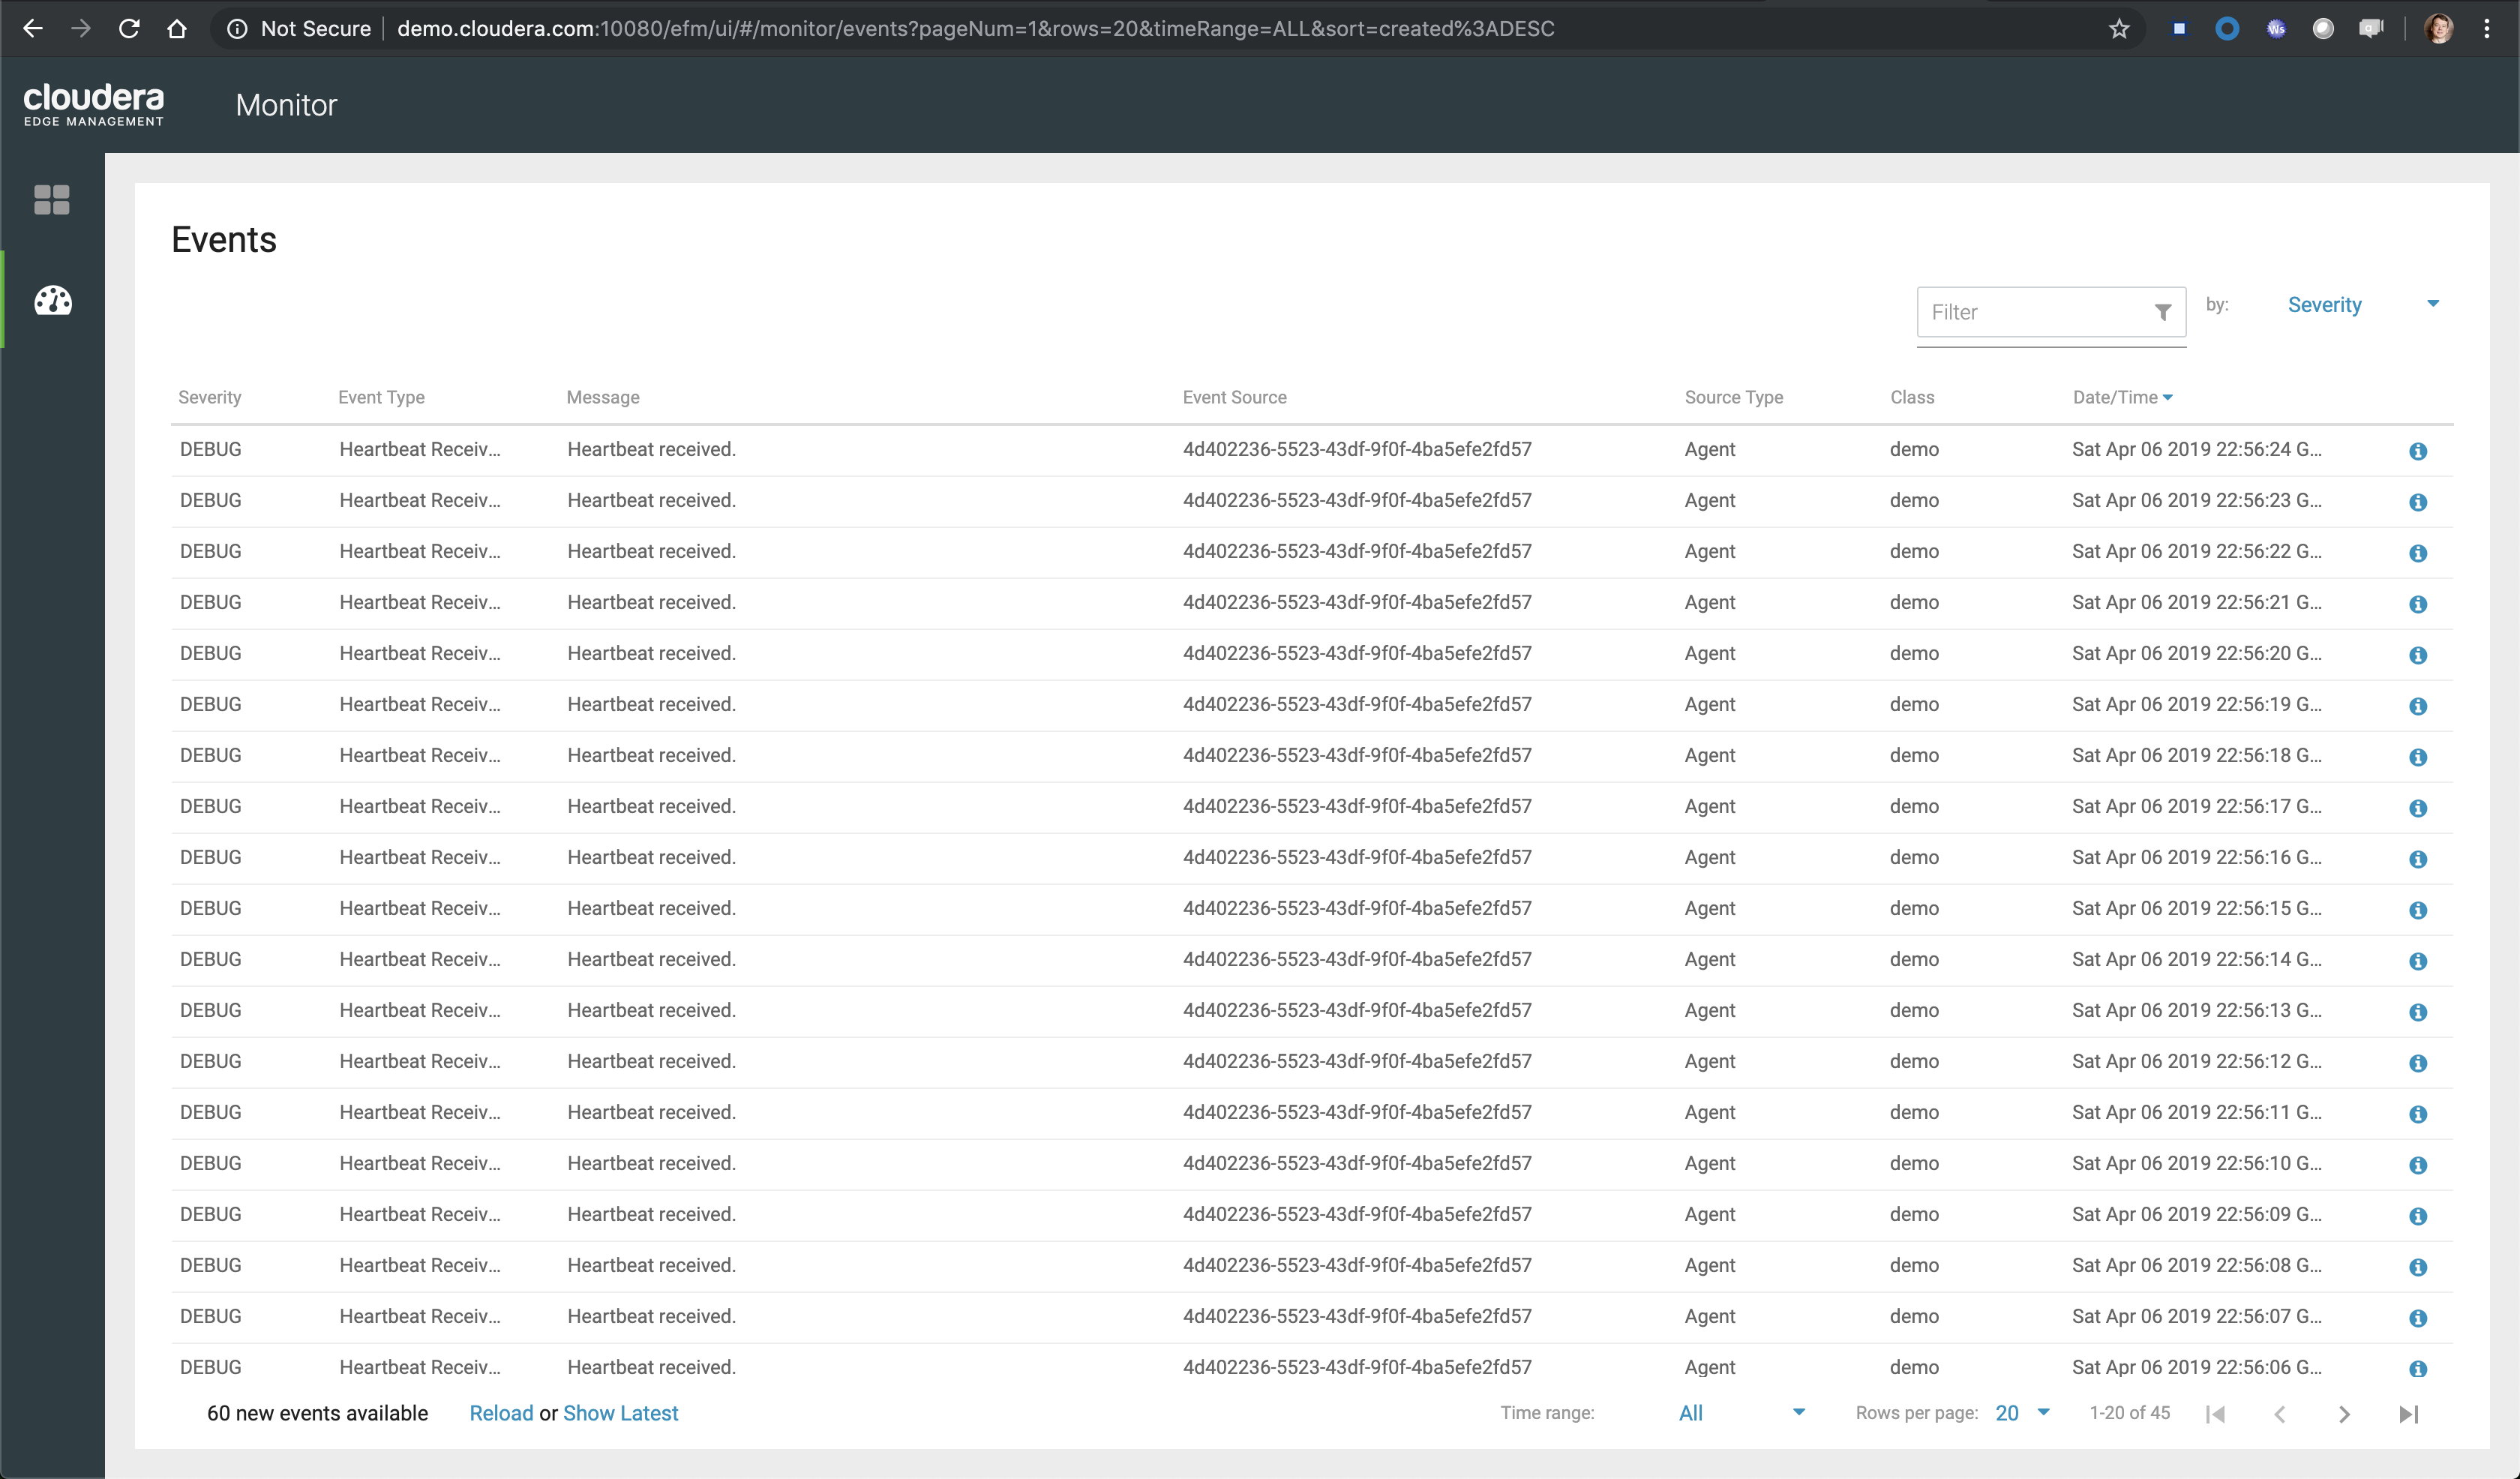 Not Secure demo.cloudera.com:10080/efm/ui/#/monitor/events?pageNum=1&rows=20&timeRange=ALL&sort=created%3ADESC
cloudera
EDGE MANAGEMENT
Monitor
Events
Filter by: Severity
Severity Event Type Message Event Source Source Type Class Date/Time
DEBUG Heartbeat Receiv... Heartbeat received. 4d402236-5523-43df-9f0f-4ba5efe2fd57 Agent demo Sat Apr 06 2019 22:56:24 G...
DEBUG Heartbeat Receiv... Heartbeat received. 4d402236-5523-43df-9f0f-4ba5efe2fd57 Agent demo Sat Apr 06 2019 22:56:23 G...
DEBUG Heartbeat Receiv... Heartbeat received. 4d402236-5523-43df-9f0f-4ba5efe2fd57 Agent demo Sat Apr 06 2019 22:56:22 G...
DEBUG Heartbeat Receiv... Heartbeat received. 4d402236-5523-43df-9f0f-4ba5efe2fd57 Agent demo Sat Apr 06 2019 22:56:21 G...
DEBUG Heartbeat Receiv... Heartbeat received. 4d402236-5523-43df-9f0f-4ba5efe2fd57 Agent demo Sat Apr 06 2019 22:56:20 G...
DEBUG Heartbeat Receiv... Heartbeat received. 4d402236-5523-43df-9f0f-4ba5efe2fd57 Agent demo Sat Apr 06 2019 22:56:19 G...
DEBUG Heartbeat Receiv... Heartbeat received. 4d402236-5523-43df-9f0f-4ba5efe2fd57 Agent demo Sat Apr 06 2019 22:56:18 G...
DEBUG Heartbeat Receiv... Heartbeat received. 4d402236-5523-43df-9f0f-4ba5efe2fd57 Agent demo Sat Apr 06 2019 22:56:17 G...
DEBUG Heartbeat Receiv... Heartbeat received. 4d402236-5523-43df-9f0f-4ba5efe2fd57 Agent demo Sat Apr 06 2019 22:56:16 G...
DEBUG Heartbeat Receiv... Heartbeat received. 4d402236-5523-43df-9f0f-4ba5efe2fd57 Agent demo Sat Apr 06 2019 22:56:15 G...
DEBUG Heartbeat Receiv... Heartbeat received. 4d402236-5523-43df-9f0f-4ba5efe2fd57 Agent demo Sat Apr 06 2019 22:56:14 G...
DEBUG Heartbeat Receiv... Heartbeat received. 4d402236-5523-43df-9f0f-4ba5efe2fd57 Agent demo Sat Apr 06 2019 22:56:13 G...
DEBUG Heartbeat Receiv... Heartbeat received. 4d402236-5523-43df-9f0f-4ba5efe2fd57 Agent demo Sat Apr 06 2019 22:56:12 G...
DEBUG Heartbeat Receiv... Heartbeat received. 4d402236-5523-43df-9f0f-4ba5efe2fd57 Agent demo Sat Apr 06 2019 22:56:11 G...
DEBUG Heartbeat Receiv... Heartbeat received. 4d402236-5523-43df-9f0f-4ba5efe2fd57 Agent demo Sat Apr 06 2019 22:56:10 G...
DEBUG Heartbeat Receiv... Heartbeat received. 4d402236-5523-43df-9f0f-4ba5efe2fd57 Agent demo Sat Apr 06 2019 22:56:09 G...
DEBUG Heartbeat Receiv... Heartbeat received. 4d402236-5523-43df-9f0f-4ba5efe2fd57 Agent demo Sat Apr 06 2019 22:56:08 G...
DEBUG Heartbeat Receiv... Heartbeat received. 4d402236-5523-43df-9f0f-4ba5efe2fd57 Agent demo Sat Apr 06 2019 22:56:07 G...
DEBUG Heartbeat Receiv... Heartbeat received. 4d402236-5523-43df-9f0f-4ba5efe2fd57 Agent demo Sat Apr 06 2019 22:56:06 G...
60 new events available Reload or Show Latest Time range: All Rows per page: 20 1-20 of 45